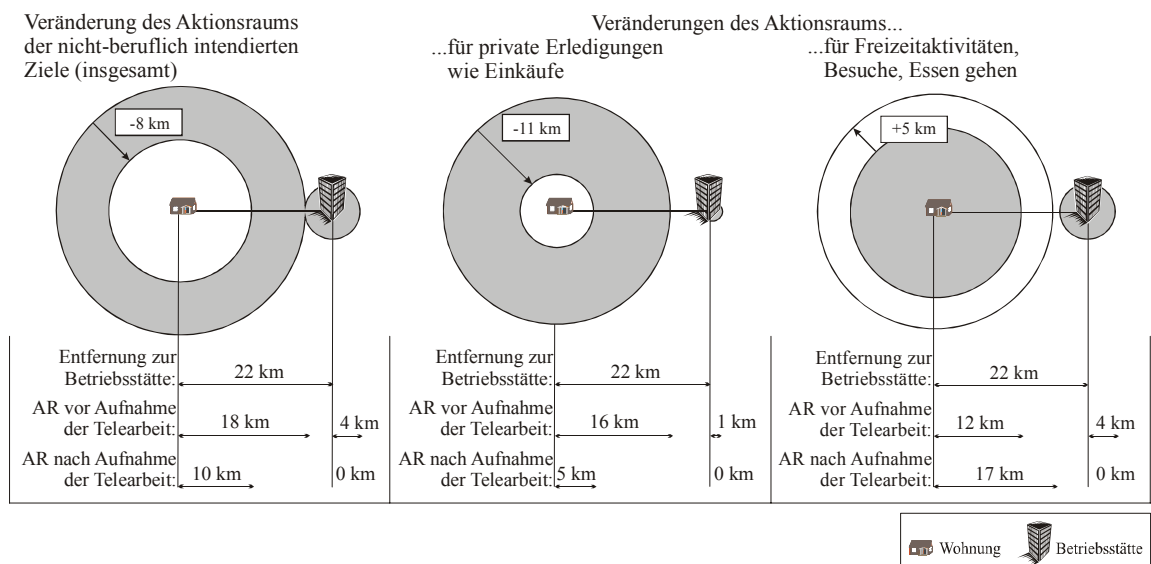 Veränderung des Aktionsraums
der nicht-beruflich intendierten
Ziele (insgesamt)
Veränderungen des Aktionsraums...
...für private Erledigungen
wie Einkäufe
...für Freizeitaktivitäten,
Besuche, Essen gehen
-8 km
-11 km
+5 km
Entfernung zur
Betriebsstätte:
22 km
AR vor Aufnahme
der Telearbeit:
18 km
4 km
AR nach Aufnahme
der Telearbeit:
10 km
0 km
Entfernung zur
Betriebsstätte:
22 km
AR vor Aufnahme
der Telearbeit:
16 km
1 km
AR nach Aufnahme
der Telearbeit:
5 km
0 km
Entfernung zur
Betriebsstätte:
22 km
AR vor Aufnahme
der Telearbeit:
12 km
4 km
AR nach Aufnahme
der Telearbeit:
17 km
0 km
Wohnung
Betriebsstätte